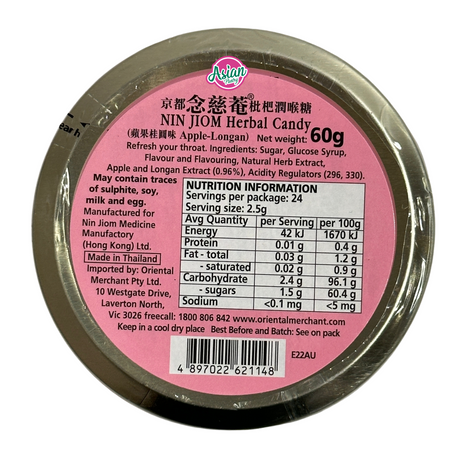 Asian
earh
京都念慈菴®枇杷潤喉糖
NIN JIOM Herbal Candy
(蘋果桂圓味 Apple-Longan) Net weight: 60g
Refresh your throat. Ingredients: Sugar, Glucose Syrup,
Flavour and Flavouring, Natural Herb Extract,
Apple and Longan Extract (0.96%), Acidity Regulators (296, 330).
May contain traces
of sulphite, soy,
milk and egg.
Manufactured for
Nin Jiom Medicine
Manufactory
(Hong Kong) Ltd.
Made in Thailand
Imported by: Oriental
Merchant Pty Ltd.
10 Westgate Drive,
Laverton North,
Vic 3026 freecall: 1800 806 842 www.orientalmerchant.com
NUTRITION INFORMATION
Servings per package: 24
Serving size: 2.5g
Avg Quantity per Serving per 100g
Energy 42 kJ 1670 kJ
Protein 0.01 g 0.4 g
Fat - total 0.03 g 1.2 g
- saturated 0.02 g 0.9 g
Carbohydrate 2.4 g 96.1 g
- sugars 1.5 g 60.4 g
Sodium <0.1 mg <5 mg
Keep in a cool dry place Best Before and Batch: See on pack
E22AU
4 897022 621148